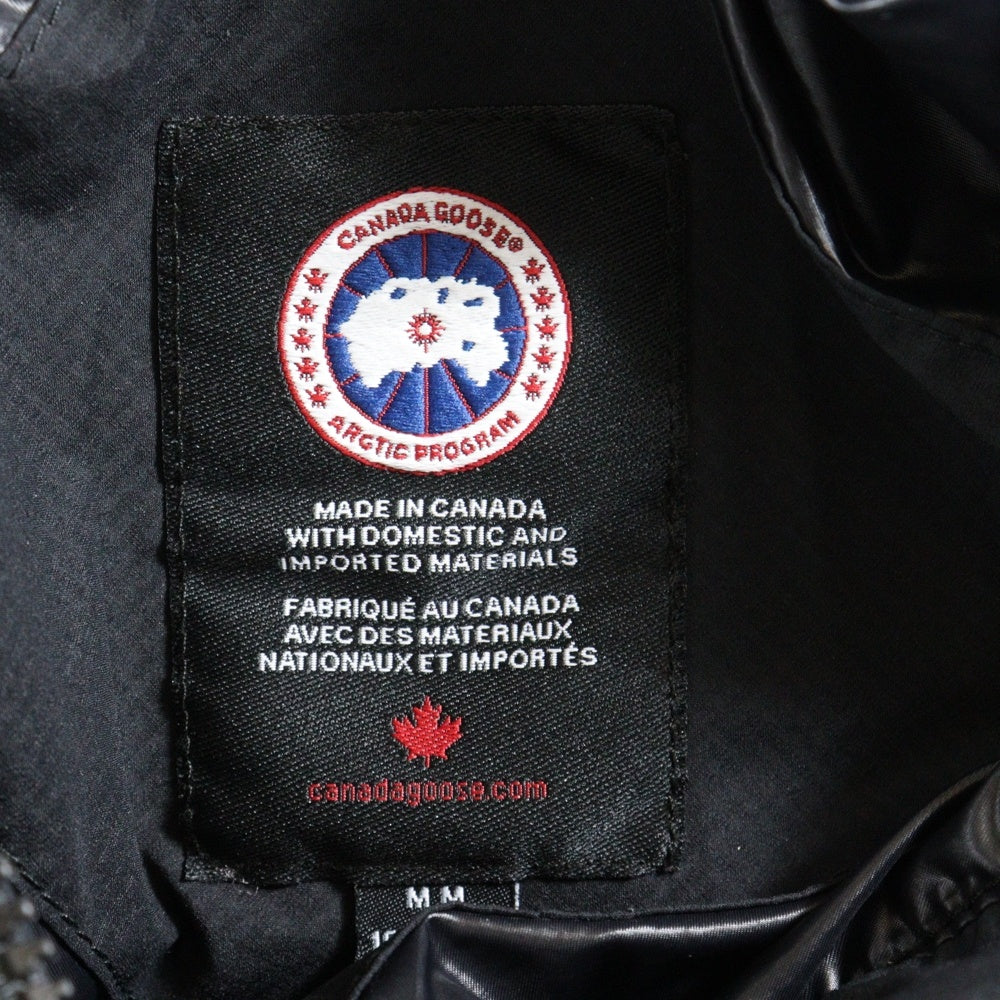 CANADA GOOSE®
ARCTIC PROGRAM
MADE IN CANADA
WITH DOMESTIC AND
IMPORTED MATERIALS
FABRIQUÉ AU CANADA
AVEC DES MATERIAUX
NATIONAUX ET IMPORTÉS
canadagoose.com
M M